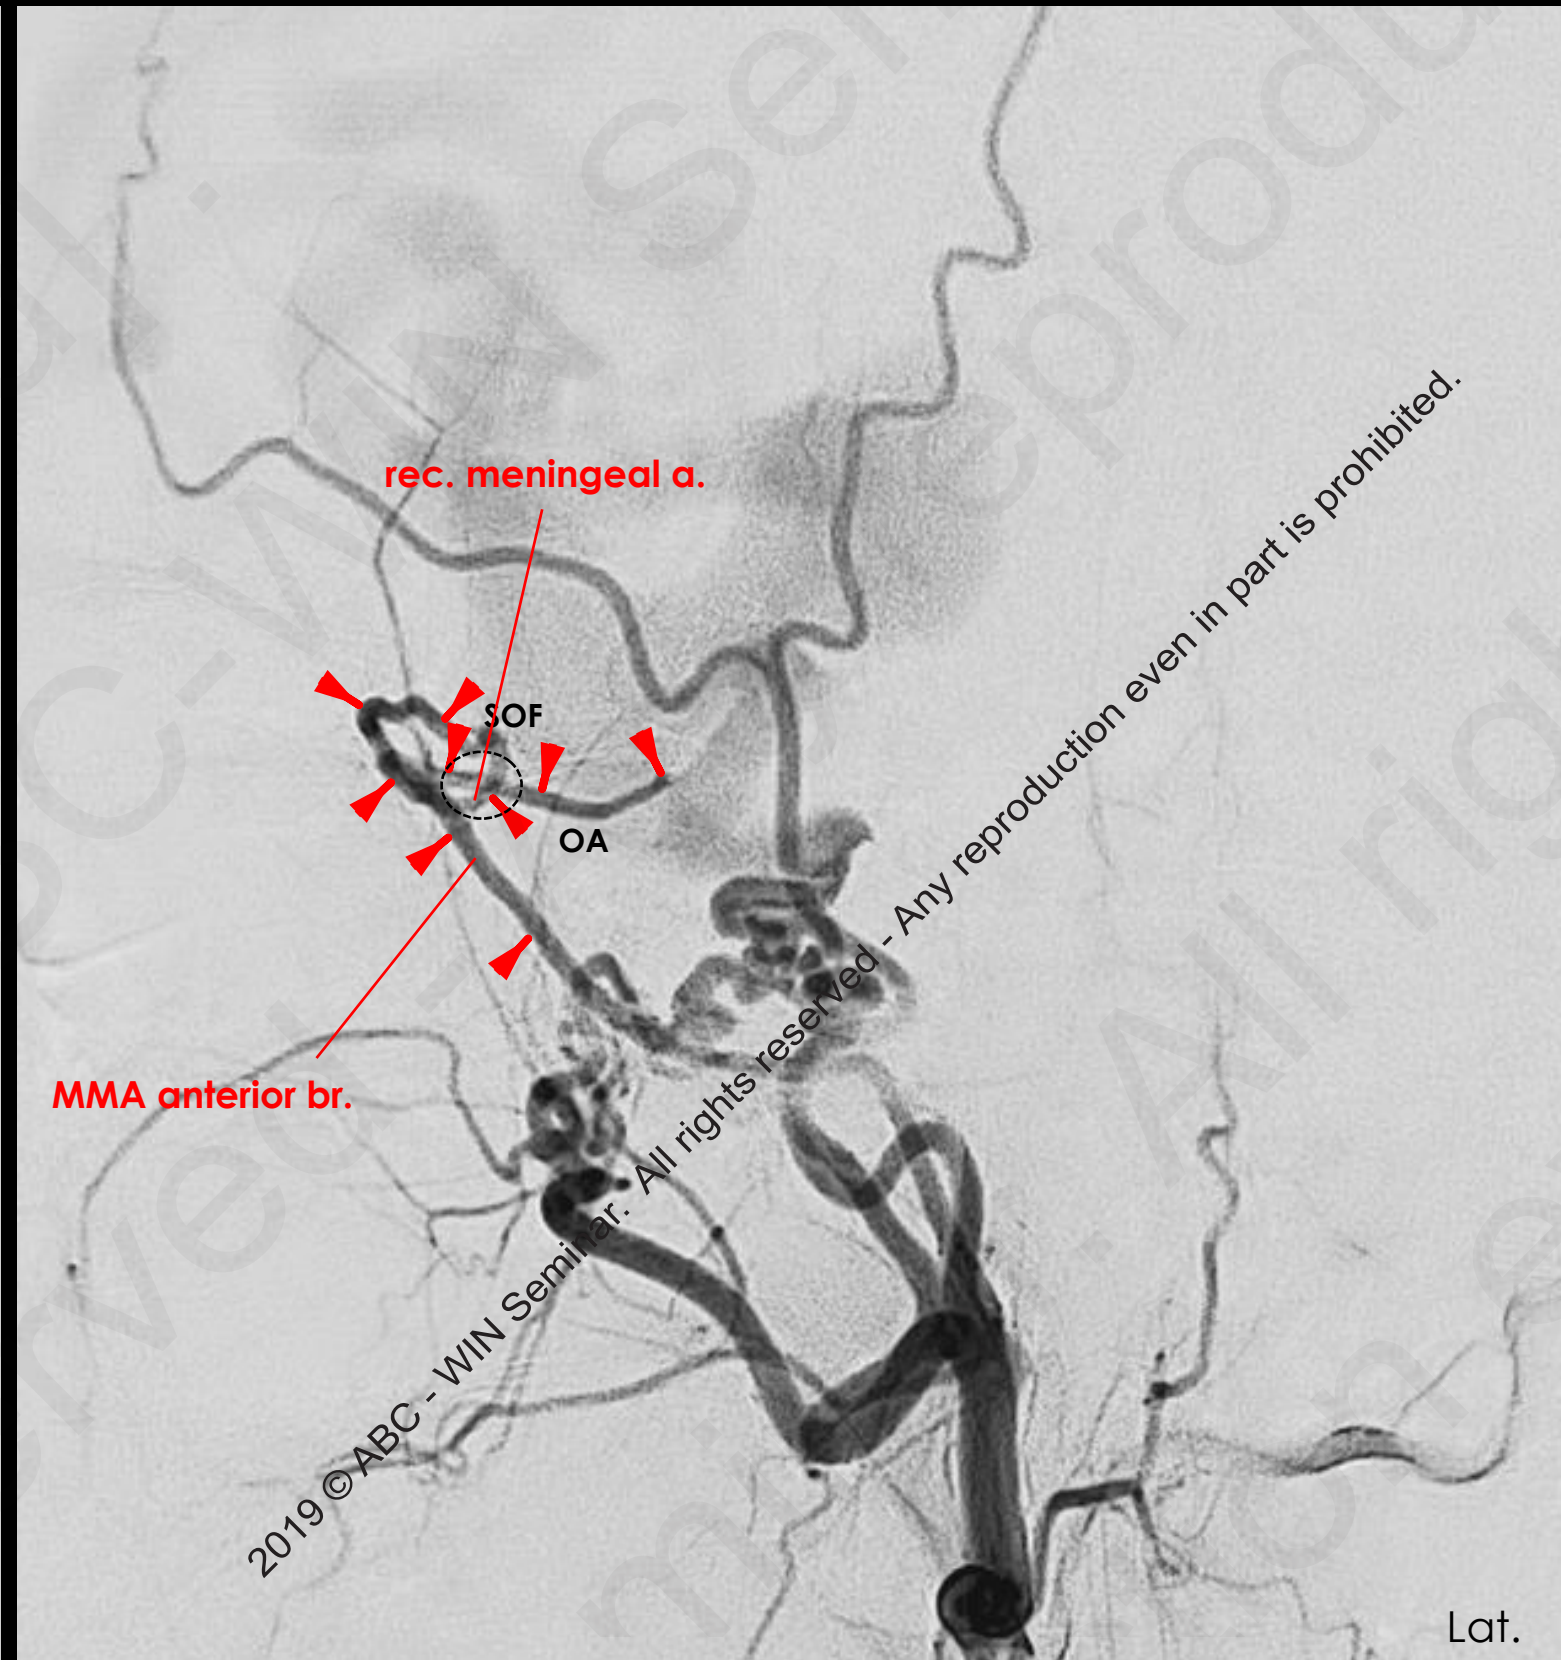 rec. meningeal a.
SOF
OA
MMA anterior br.
2019 © ABC - WIN Seminar. All rights reserved - Any reproduction even in part is prohibited.
Lat.